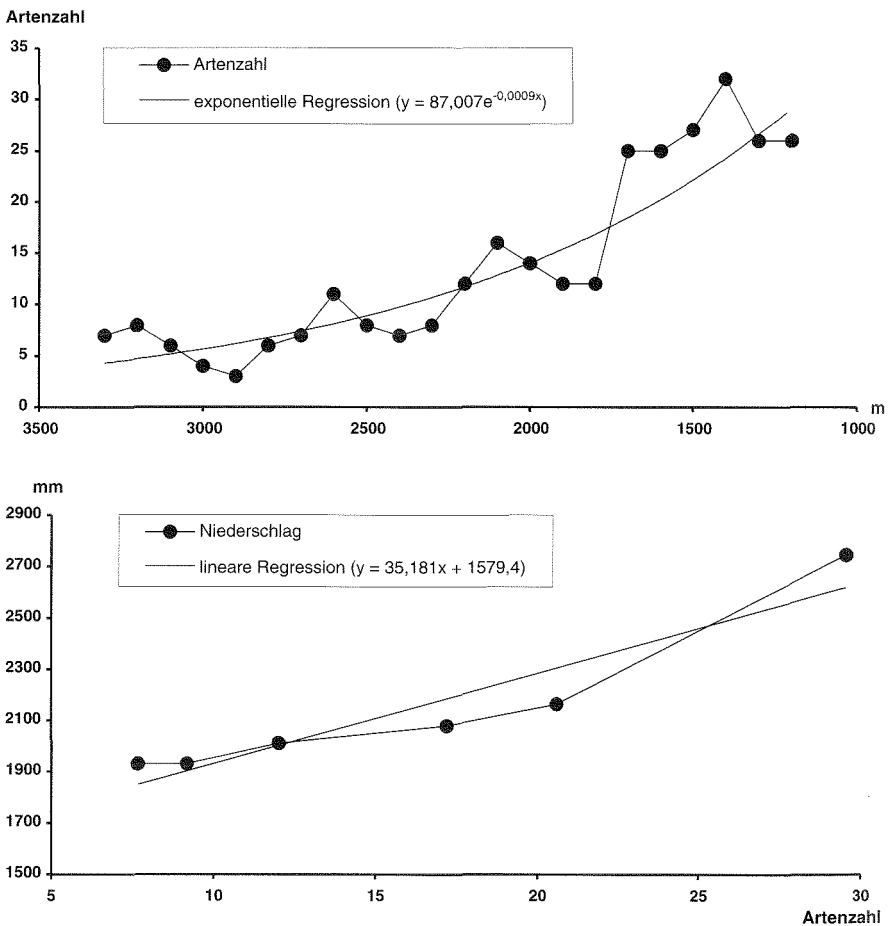 Artenzahl
35
Artenzahl
30
exponentielle Regression (y = 87,007e^-0,0009x)
25
20
15
10
5
0
3500 3000 2500 2000 1500 1000 m
mm
2900
Niederschlag
2700
lineare Regression (y = 35,181x + 1579,4)
2500
2300
2100
1900
1700
1500
5 10 15 20 25 30
Artenzahl